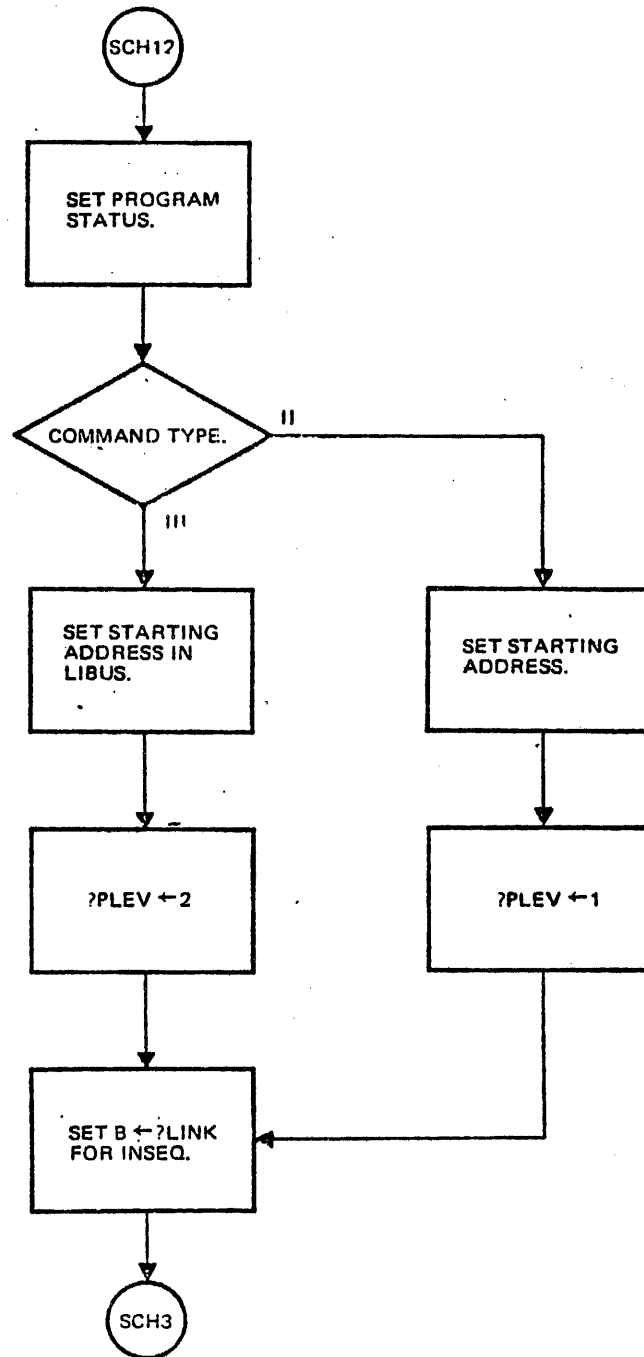 SCH1?
SET PROGRAM
STATUS.
COMMAND TYPE.
II
III
SET STARTING
ADDRESS IN
LIBUS.
SET STARTING
ADDRESS.
?PLEV ←2
?PLEV ←1
SET B ←?LINK
FOR INSEQ.
SCH3